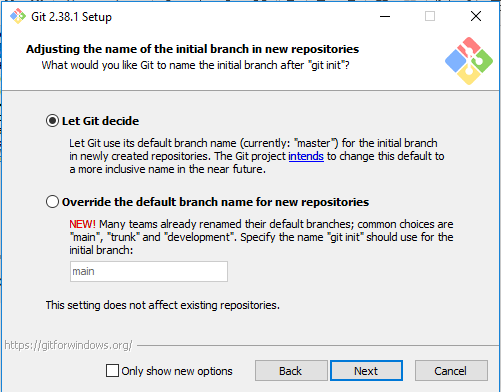 Git 2.38.1 Setup
Adjusting the name of the initial branch in new repositories
What would you like Git to name the initial branch after "git init"?
Let Git decide
Let Git use its default branch name (currently: "master") for the initial branch
in newly created repositories. The Git project intends to change this default to
a more inclusive name in the near future.
Override the default branch name for new repositories
NEW! Many teams already renamed their default branches; common choices are
"main", "trunk" and "development". Specify the name "git init" should use for the
initial branch:
main
This setting does not affect existing repositories.
https://gitforwindows.org/
Only show new options
Back
Next
Cancel